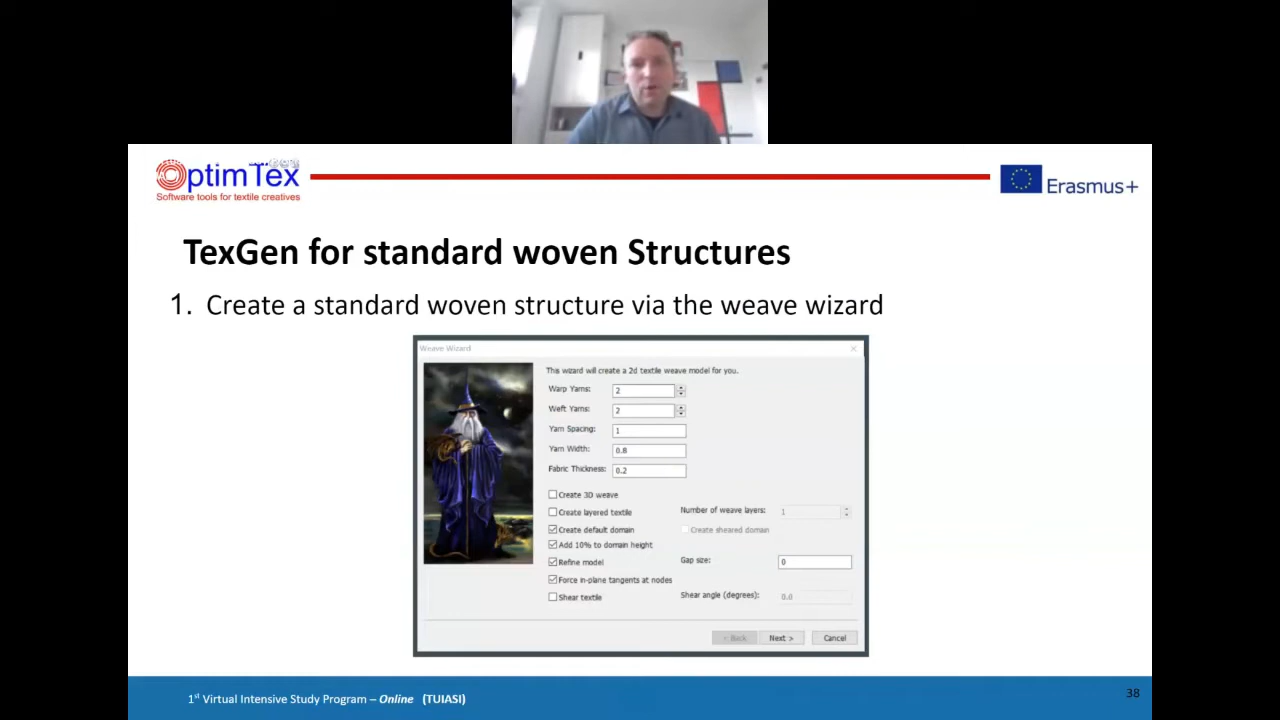 OptimTex
Software tools for textile creatives
Erasmus+
TexGen for standard woven Structures
1. Create a standard woven structure via the weave wizard
Weave Wizard
This wizard will create a 2d textile weave model for you.
Warp Yarns: 2
Weft Yarns: 2
Yarn Spacing: 1
Yarn Width: 0.8
Fabric Thickness: 0.2
Create 3D weave
Create layered textile Number of weave layers: 1
Create default domain Create sheared domain
Add 10% to domain height
Refine model Gap size: 0
Force in-plane tangents at nodes
Shear textile Shear angle (degrees): 0.0
< Back Next > Cancel
1st Virtual Intensive Study Program – Online (TUIASI)
38